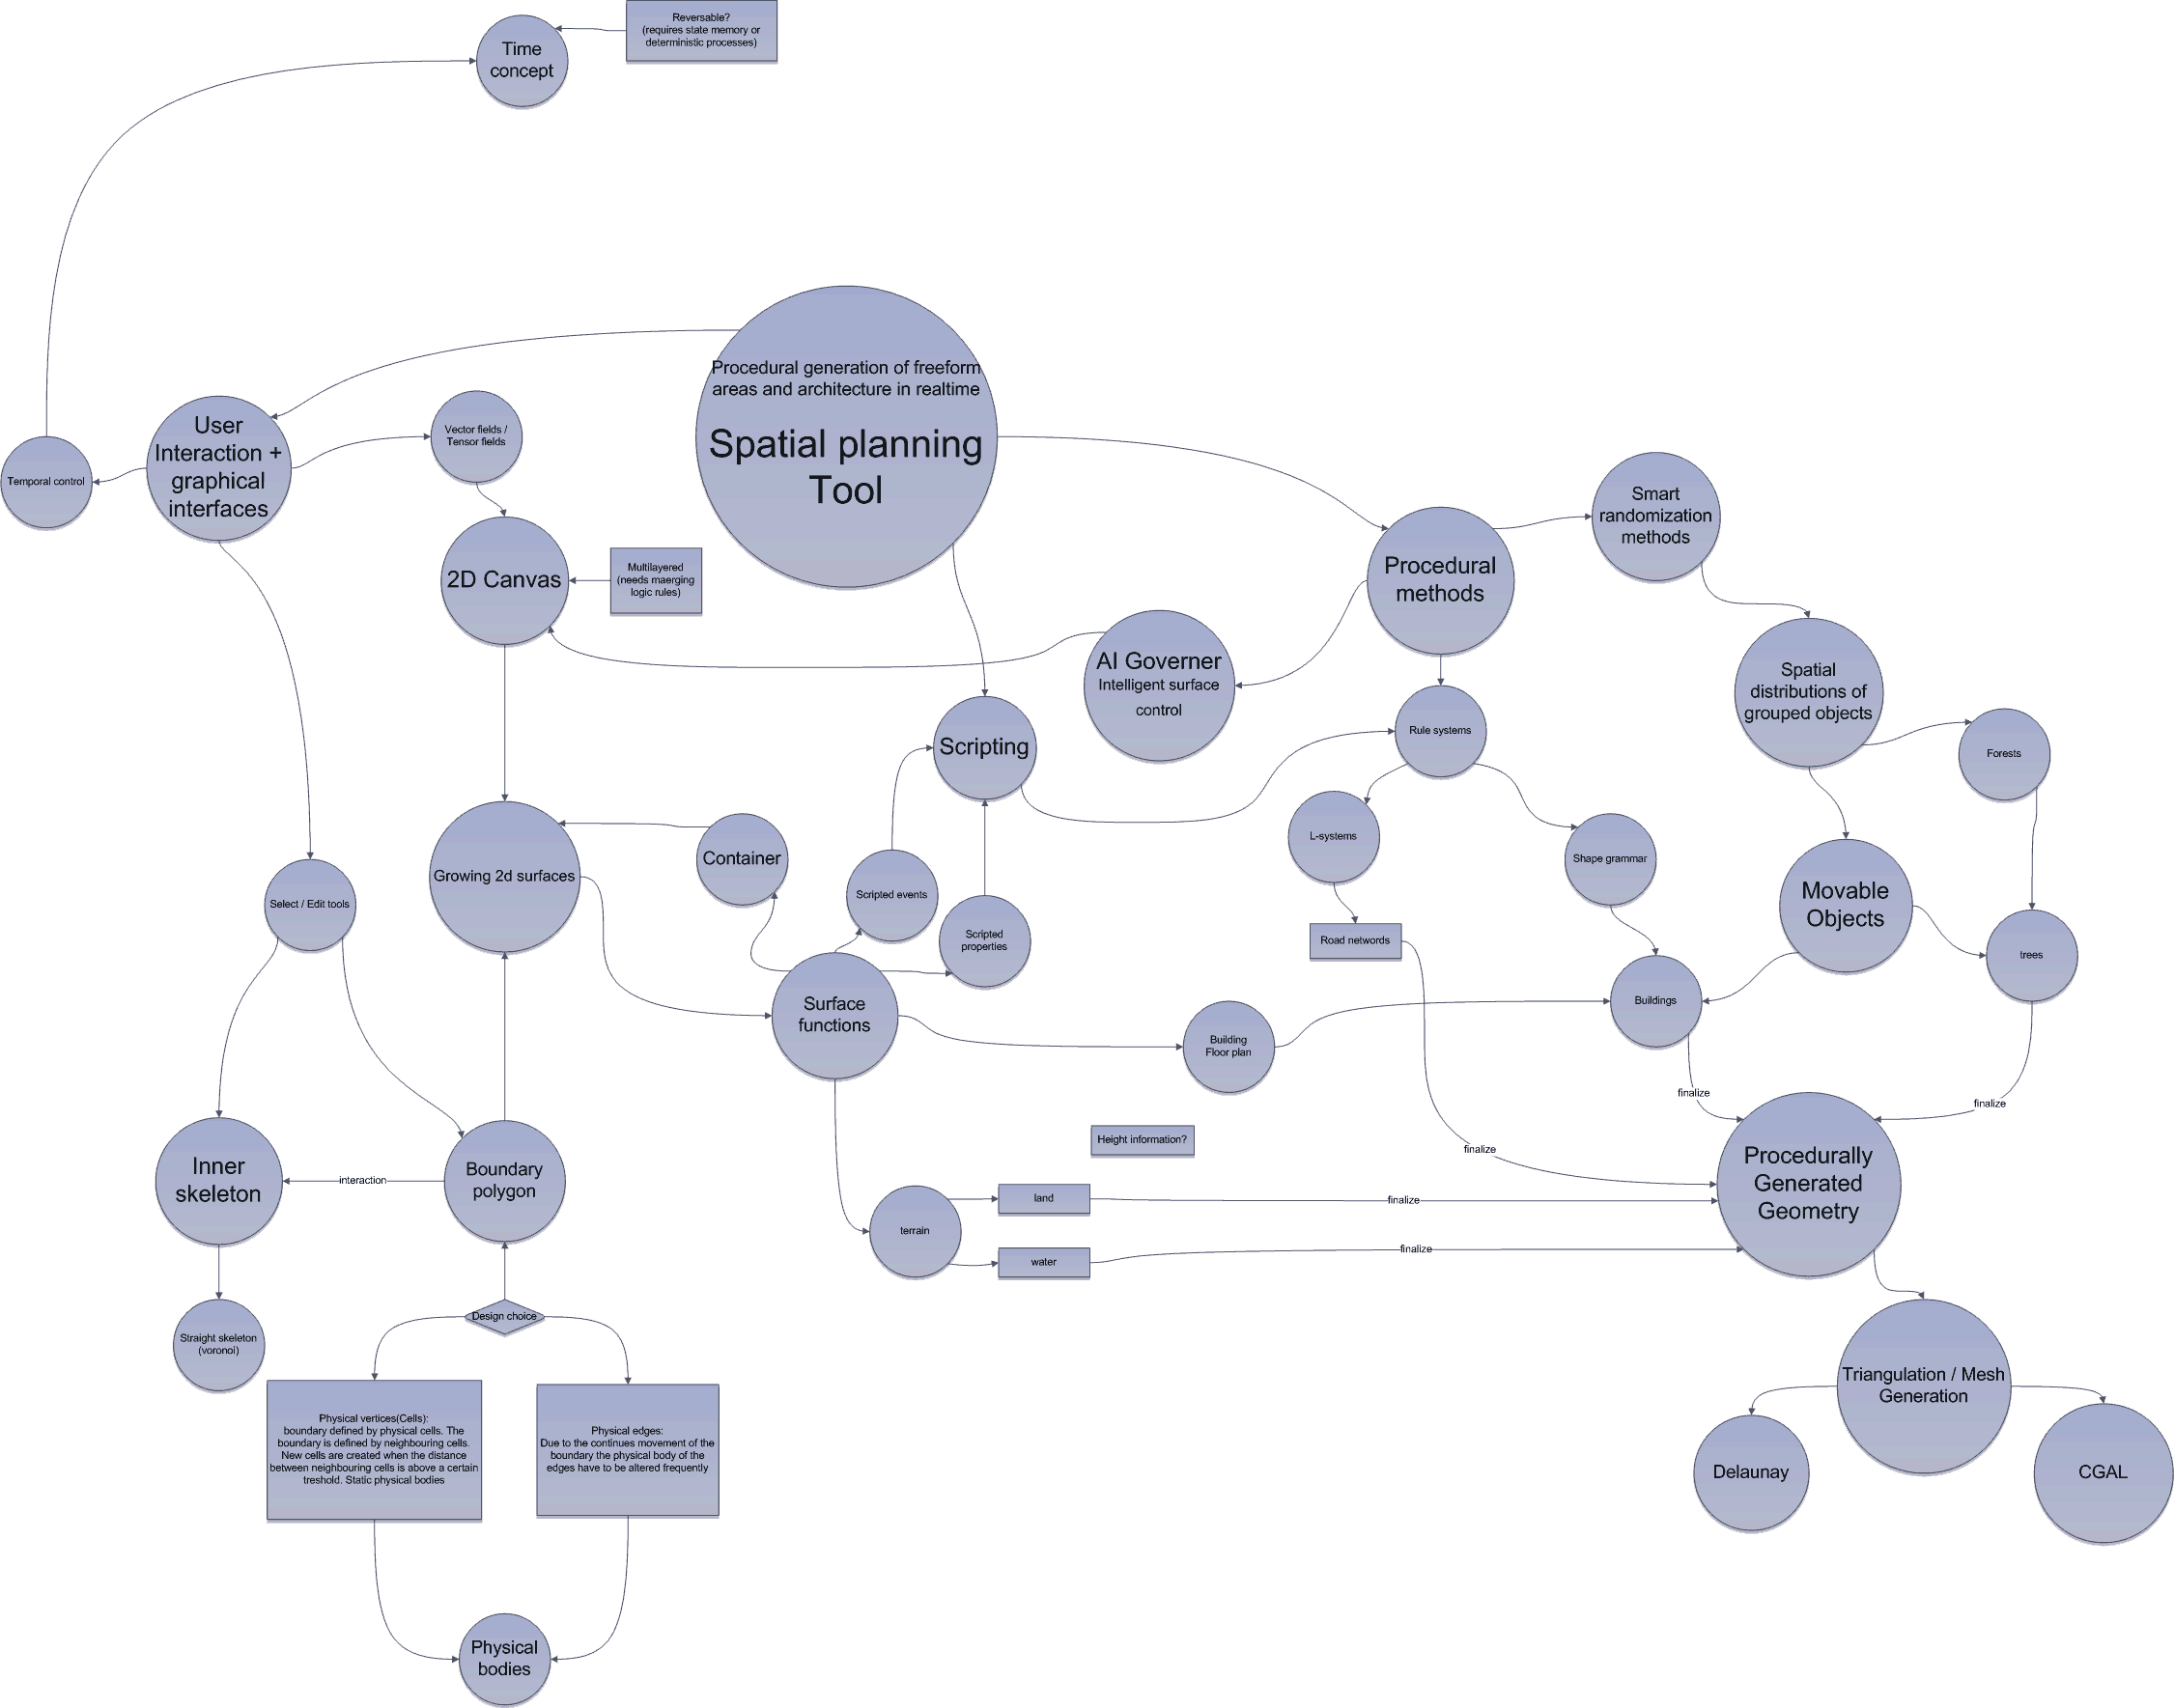 Reversable?
(requires state memory or
deterministic processes)
Time
concept
Procedural generation of freeform
areas and architecture in realtime
Spatial planning
Tool
User
Interaction +
graphical
interfaces
Vector fields /
Tensor fields
Temporal control
Smart
randomization
methods
2D Canvas
Multilayered
(needs maerging
logic rules)
Procedural
methods
AI Governer
Intelligent surface
control
Spatial
distributions of
grouped objects
Scripting
Rule systems
Forests
L-systems
Shape grammar
Container
Growing 2d surfaces
Scripted events
Select / Edit tools
Movable
Objects
Scripted
properties
Road networds
trees
Surface
functions
Buildings
Building
Floor plan
finalize
finalize
Height information?
finalize
Inner
skeleton
interaction
Boundary
polygon
Procedurally
Generated
Geometry
land
finalize
terrain
water
finalize
Design choice
Straight skeleton
(voronoi)
Triangulation / Mesh
Generation
Physical vertices(Cells):
boundary defined by physical cells. The
boundary is defined by neighbouring cells.
New cells are created when the distance
between neighbouring cells is above a certain
treshold. Static physical bodies
Physical edges:
Due to the continues movement of the
boundary the physical body of the
edges have to be altered frequently
Delaunay
CGAL
Physical
bodies